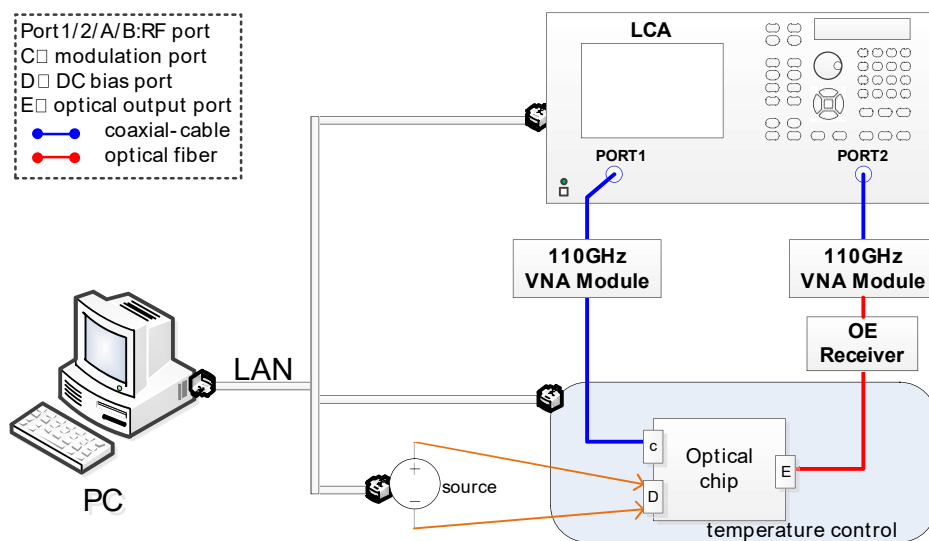 Port1/2/A/B:RF port
C□ modulation port
D□ DC bias port
E□ optical output port
coaxial-cable
optical fiber
LCA
PORT1
PORT2
110GHz
VNA Module
110GHz
VNA Module
OE
Receiver
LAN
PC
source
c
D
Optical
chip
E
temperature control